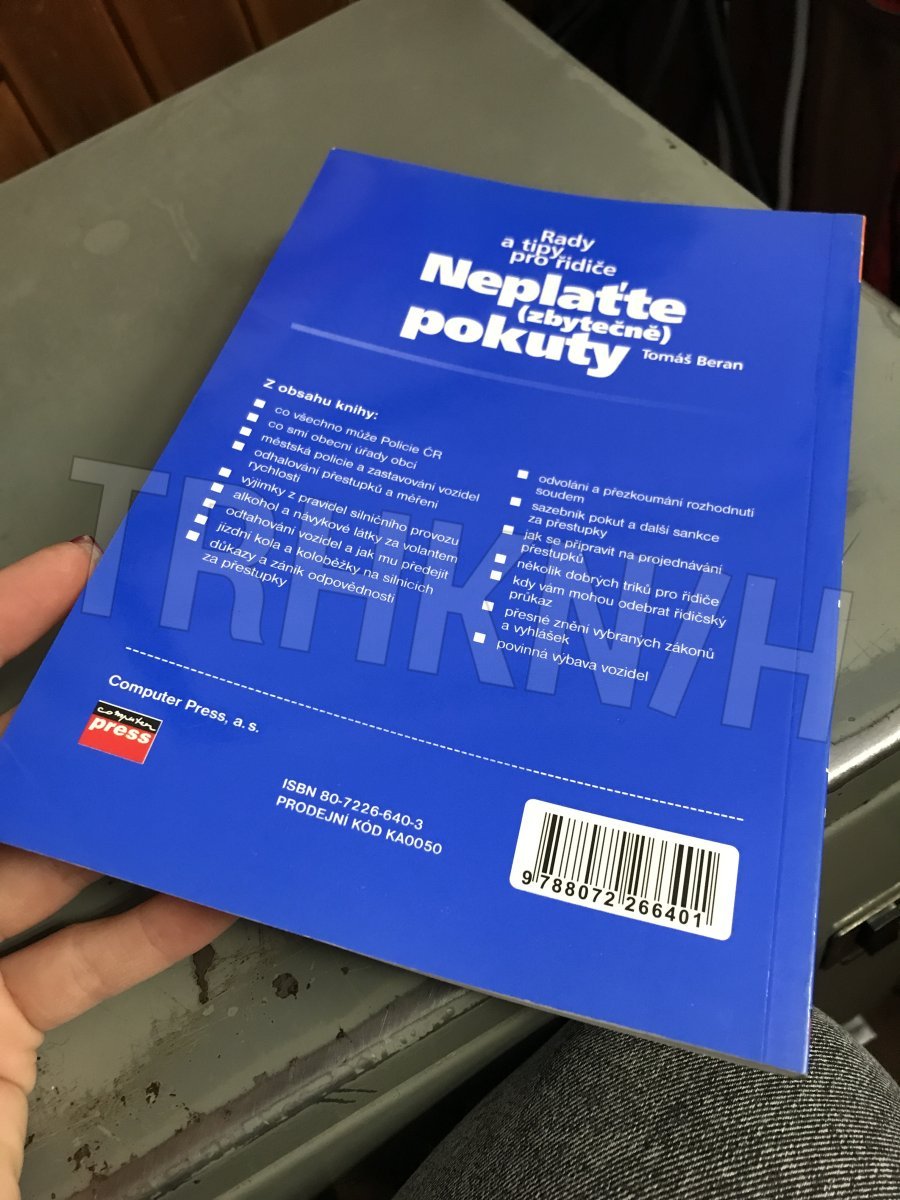 Rady
a tipy
pro řidiče
Neplaťte
(zbytečně)
pokuty
Tomáš Beran
Z obsahu knihy:
co všechno může Policie ČR
co smí obecní úřady obcí
městská policie a zastavování vozidel
odhalování přestupků a měření
rychlosti
výjimky z pravidel silničního provozu
alkohol a návykové látky za volantem
odtahování vozidel a jak mu předejít
jízdní kola a koloběžky na silnicích
důkazy a zánik odpovědnosti
za přestupky
odvolání a přezkoumání rozhodnutí
soudem
sazebník pokut a další sankce
za přestupky
jak se připravit na projednávání
přestupků
několik dobrých triků pro řidiče
kdy vám mohou odebrat řidičský
průkaz
přesné znění vybraných zákonů
a vyhlášek
povinná výbava vozidel
TRHKN/H
Computer Press, a.s.
computer
press
ISBN 80-7226-640-3
PRODEJNÍ KÓD KA0050
9 788072 266401